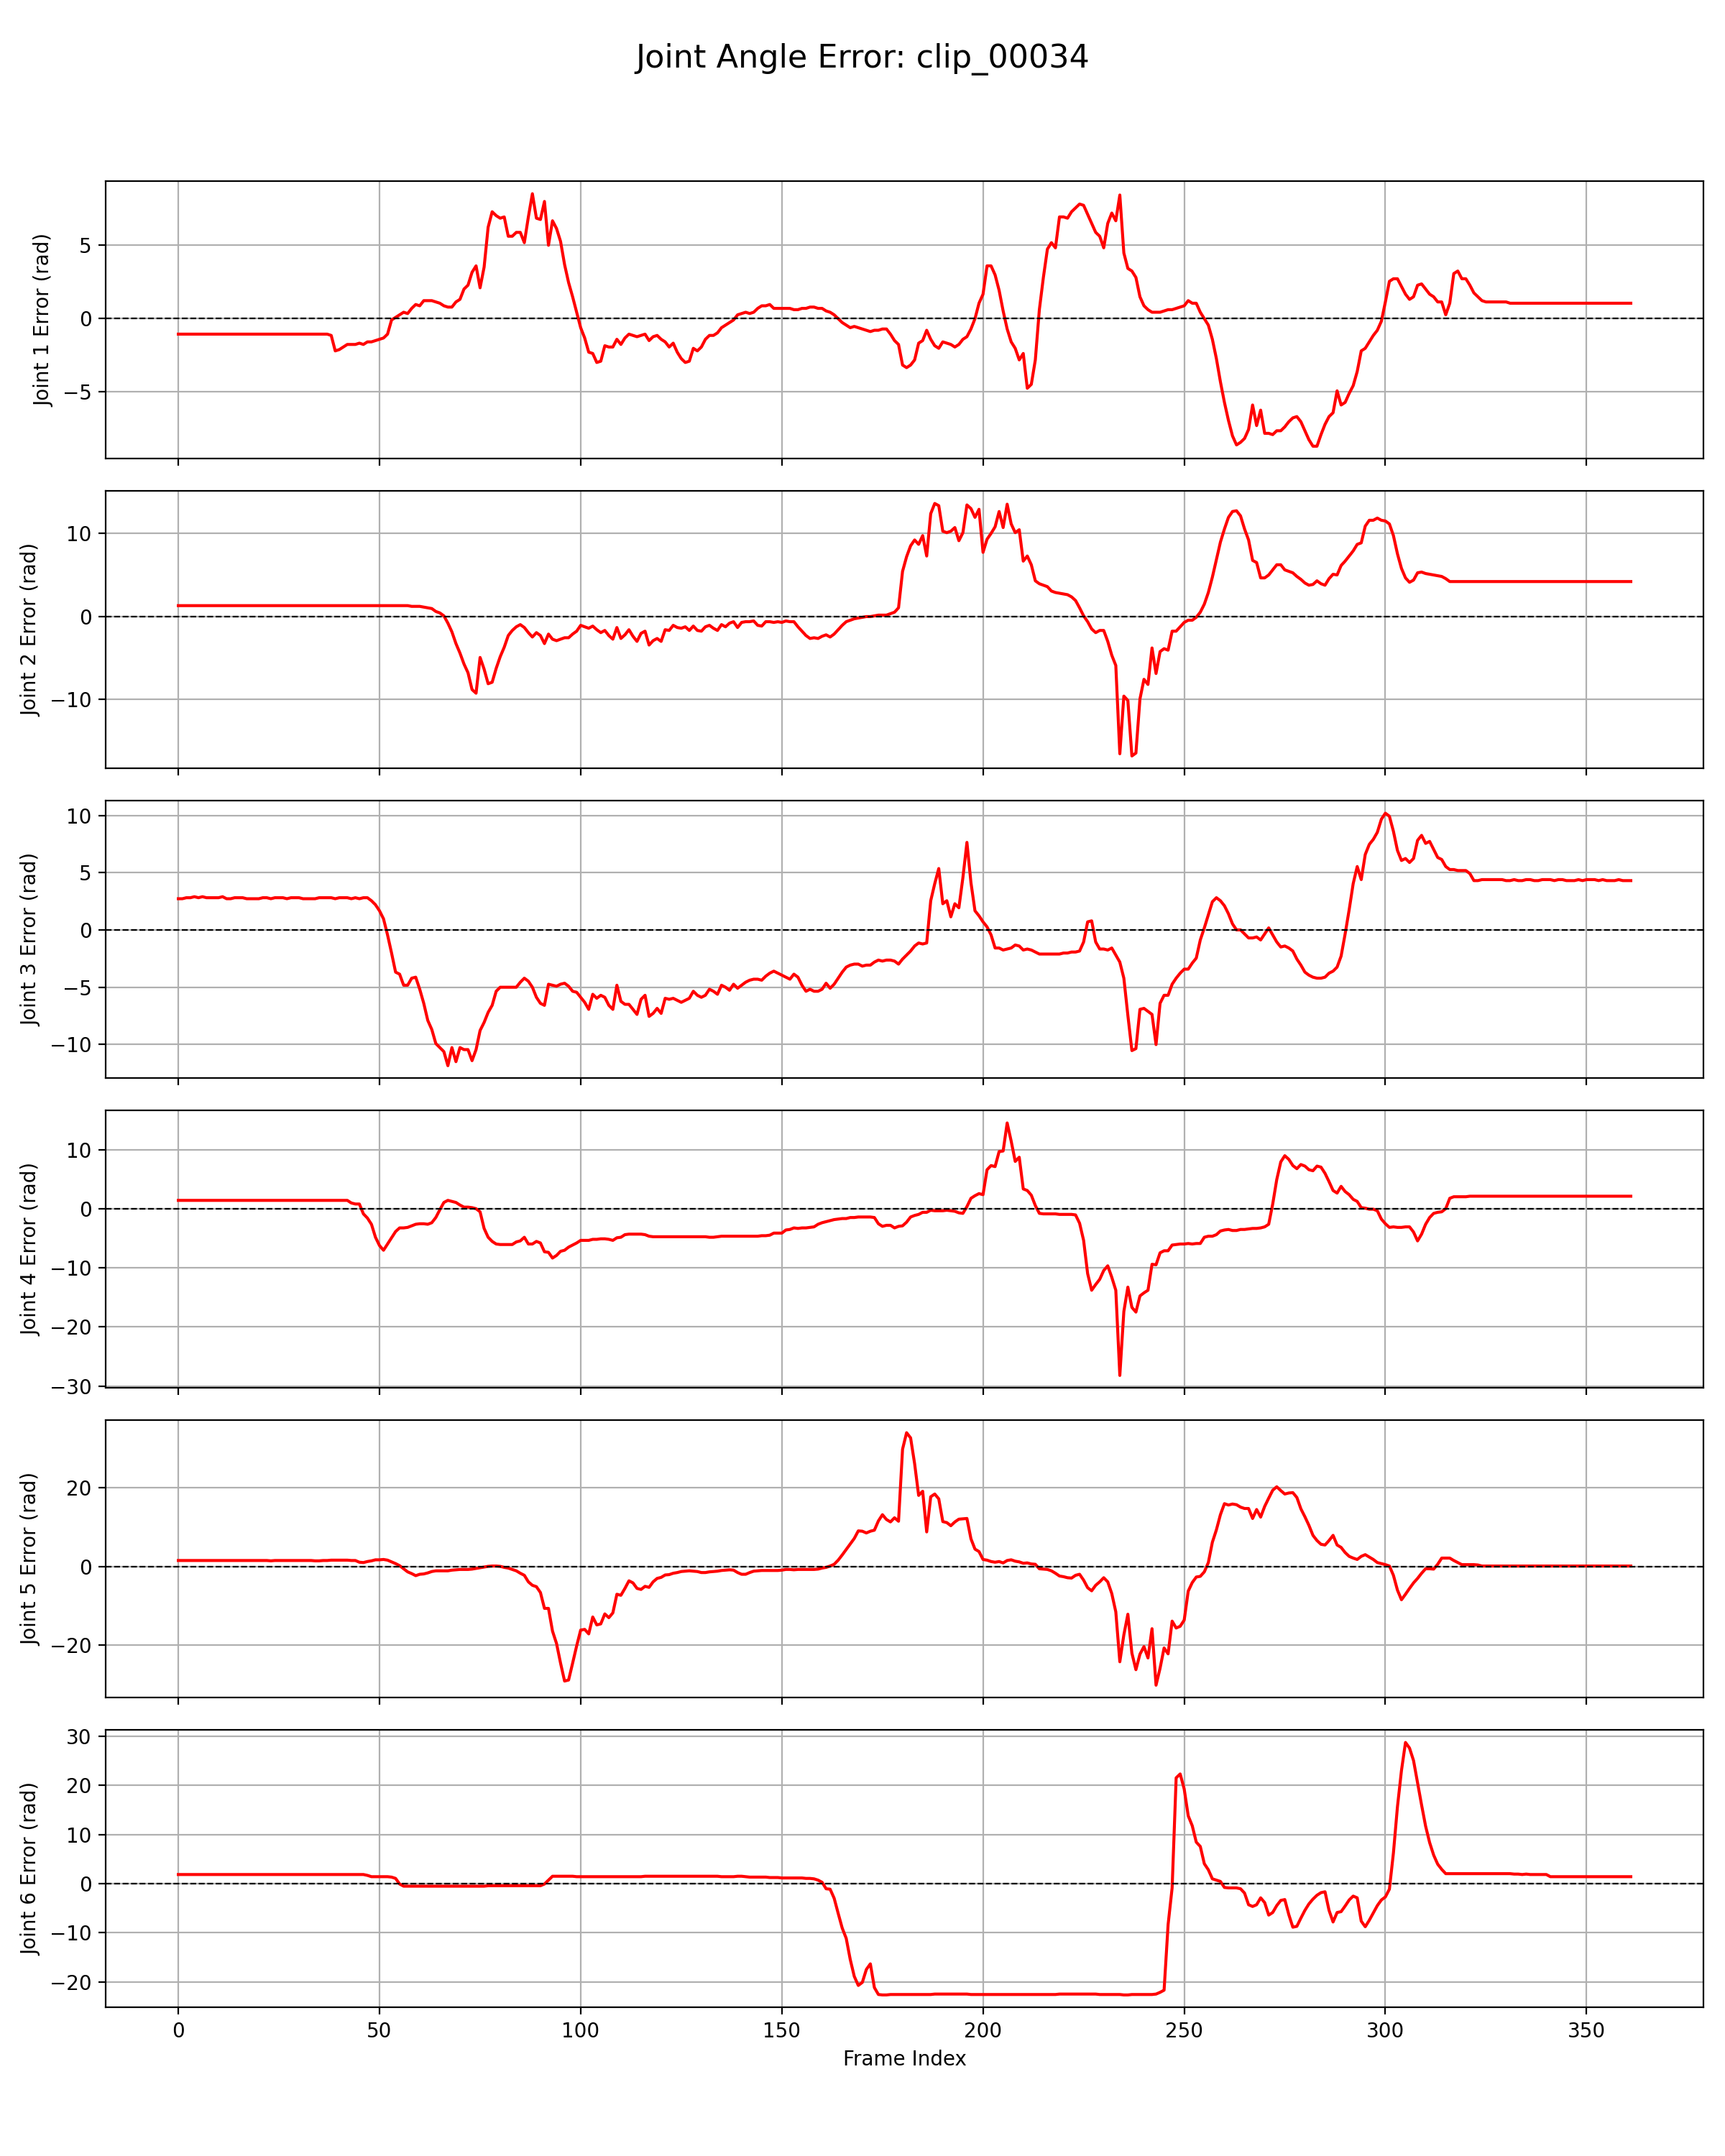 Joint Angle Error: clip_00034
Joint 1 Error (rad)
5
0
−5
Joint 2 Error (rad)
10
0
−10
Joint 3 Error (rad)
10
5
0
−5
−10
Joint 4 Error (rad)
10
0
−10
−20
−30
Joint 5 Error (rad)
20
0
−20
Joint 6 Error (rad)
30
20
10
0
−10
−20
0 50 100 150 200 250 300 350
Frame Index